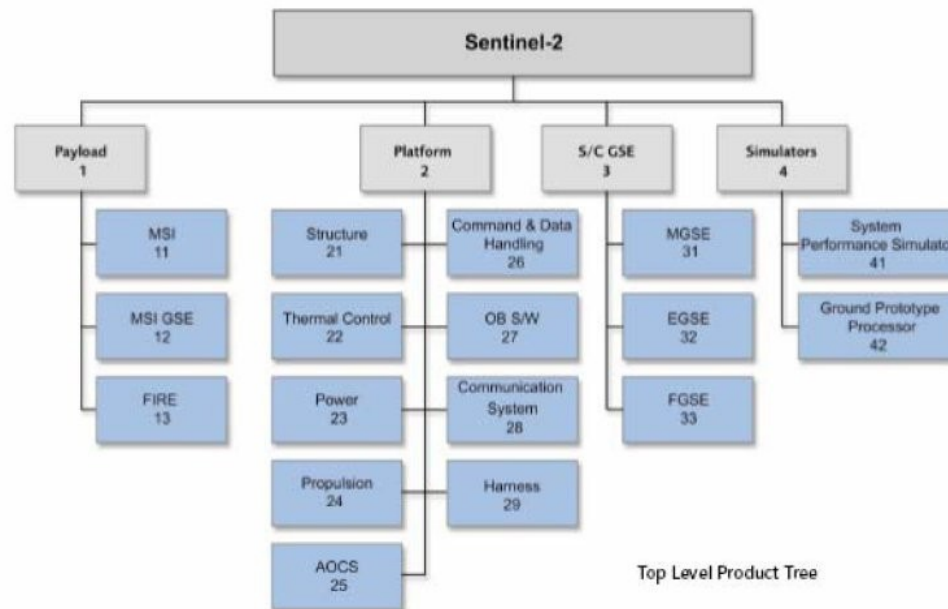 Sentinel-2
Payload
1
Platform
2
S/C GSE
3
Simulators
4
MSI
11
MSI GSE
12
FIRE
13
Structure
21
Thermal Control
22
Power
23
Propulsion
24
AOCS
25
Command & Data
Handling
26
OB S/W
27
Communication
System
28
Harness
29
MGSE
31
EGSE
32
FGSE
33
System
Performance Simulato
41
Ground Prototype
Processor
42
Top Level Product Tree